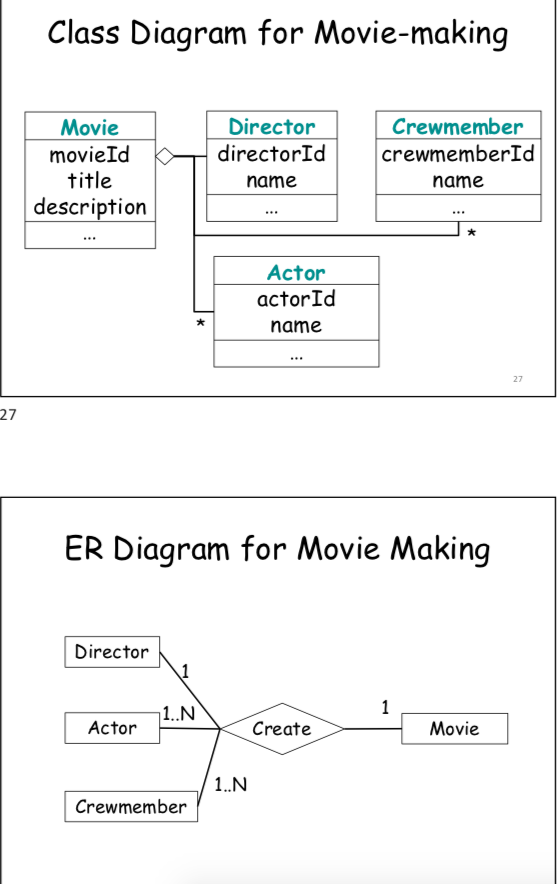 Class Diagram for Movie-making
Movie
movieId
title
description
...
Director
directorId
name
...
Crewmember
crewmemberId
name
...
*
Actor
actorId
name
...
*
27
27
ER Diagram for Movie Making
Director
1
Actor
1..N
Crewmember
1..N
Create
1
Movie